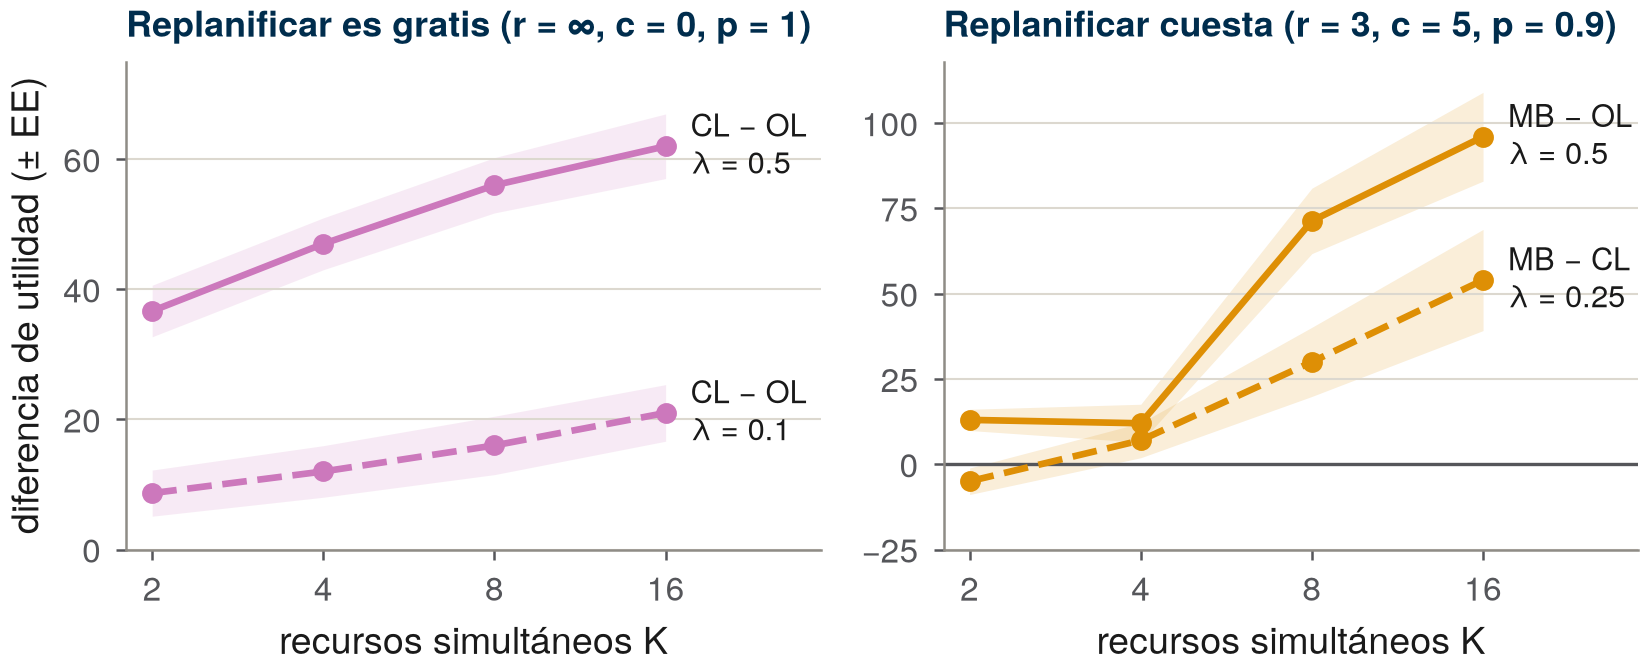 Replanificar es gratis (r = ∞, c = 0, p = 1)
diferencia de utilidad (± EE)
60
40
20
0
CL − OL
λ = 0.5
CL − OL
λ = 0.1
2 4 8 16
recursos simultáneos K
Replanificar cuesta (r = 3, c = 5, p = 0.9)
100
75
50
25
0
−25
MB − OL
λ = 0.5
MB − CL
λ = 0.25
2 4 8 16
recursos simultáneos K